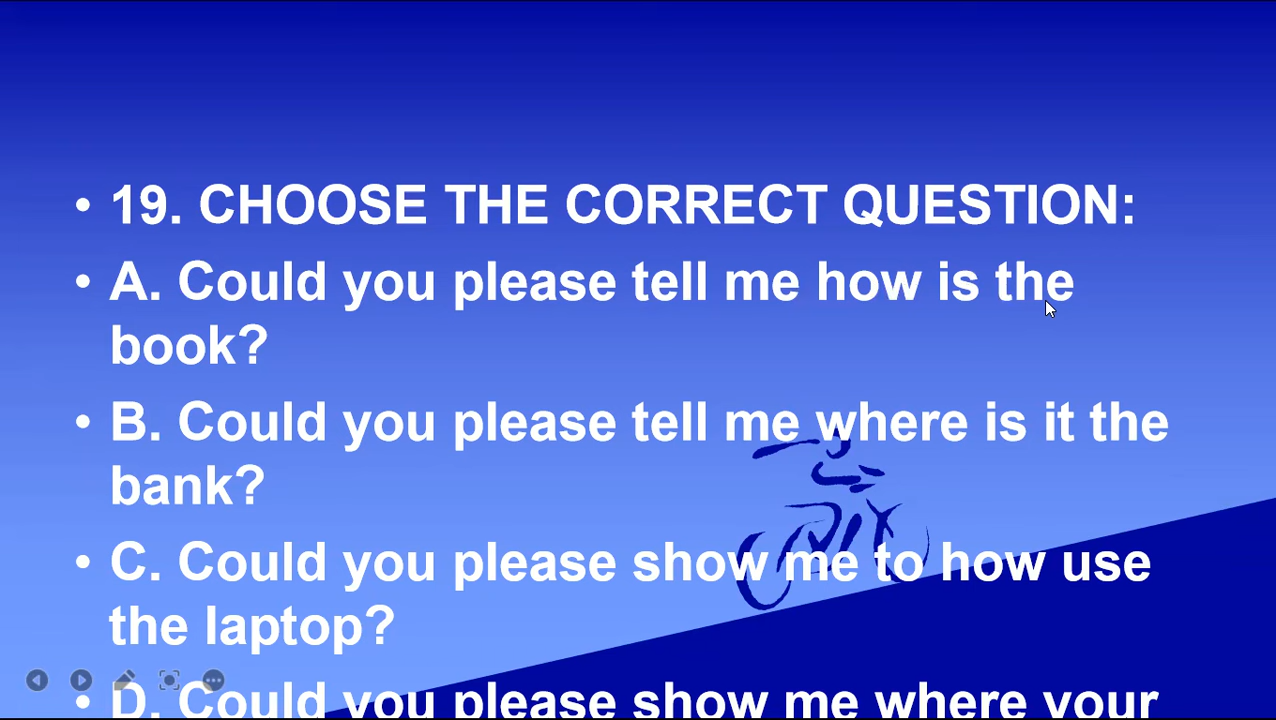 • 19. CHOOSE THE CORRECT QUESTION:
• A. Could you please tell me how is the
book?
• B. Could you please tell me where is it the
bank?
• C. Could you please show me to how use
the laptop?
• D. Could you please show me where your